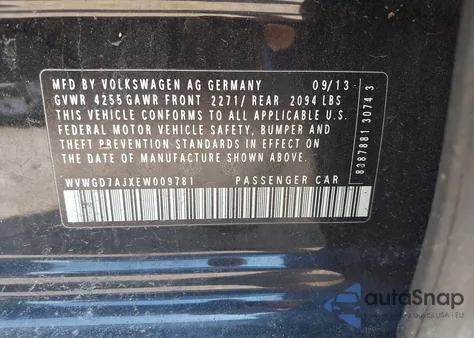 MFD BY VOLKSWAGEN AG GERMANY 09/13
GVWR 4255 GAWR FRONT 2271/ REAR 2094 LBS
THIS VEHICLE CONFORMS TO ALL APPLICABLE U.S.
FEDERAL MOTOR VEHICLE SAFETY, BUMPER AND
THEFT PREVENTION STANDARDS IN EFFECT ON THE
DATE OF MANUFACTURE SHOWN ABOVE.
WVWGD7AJXEW009781 PASSENGER CAR
8087881 3074 3
autoSnap